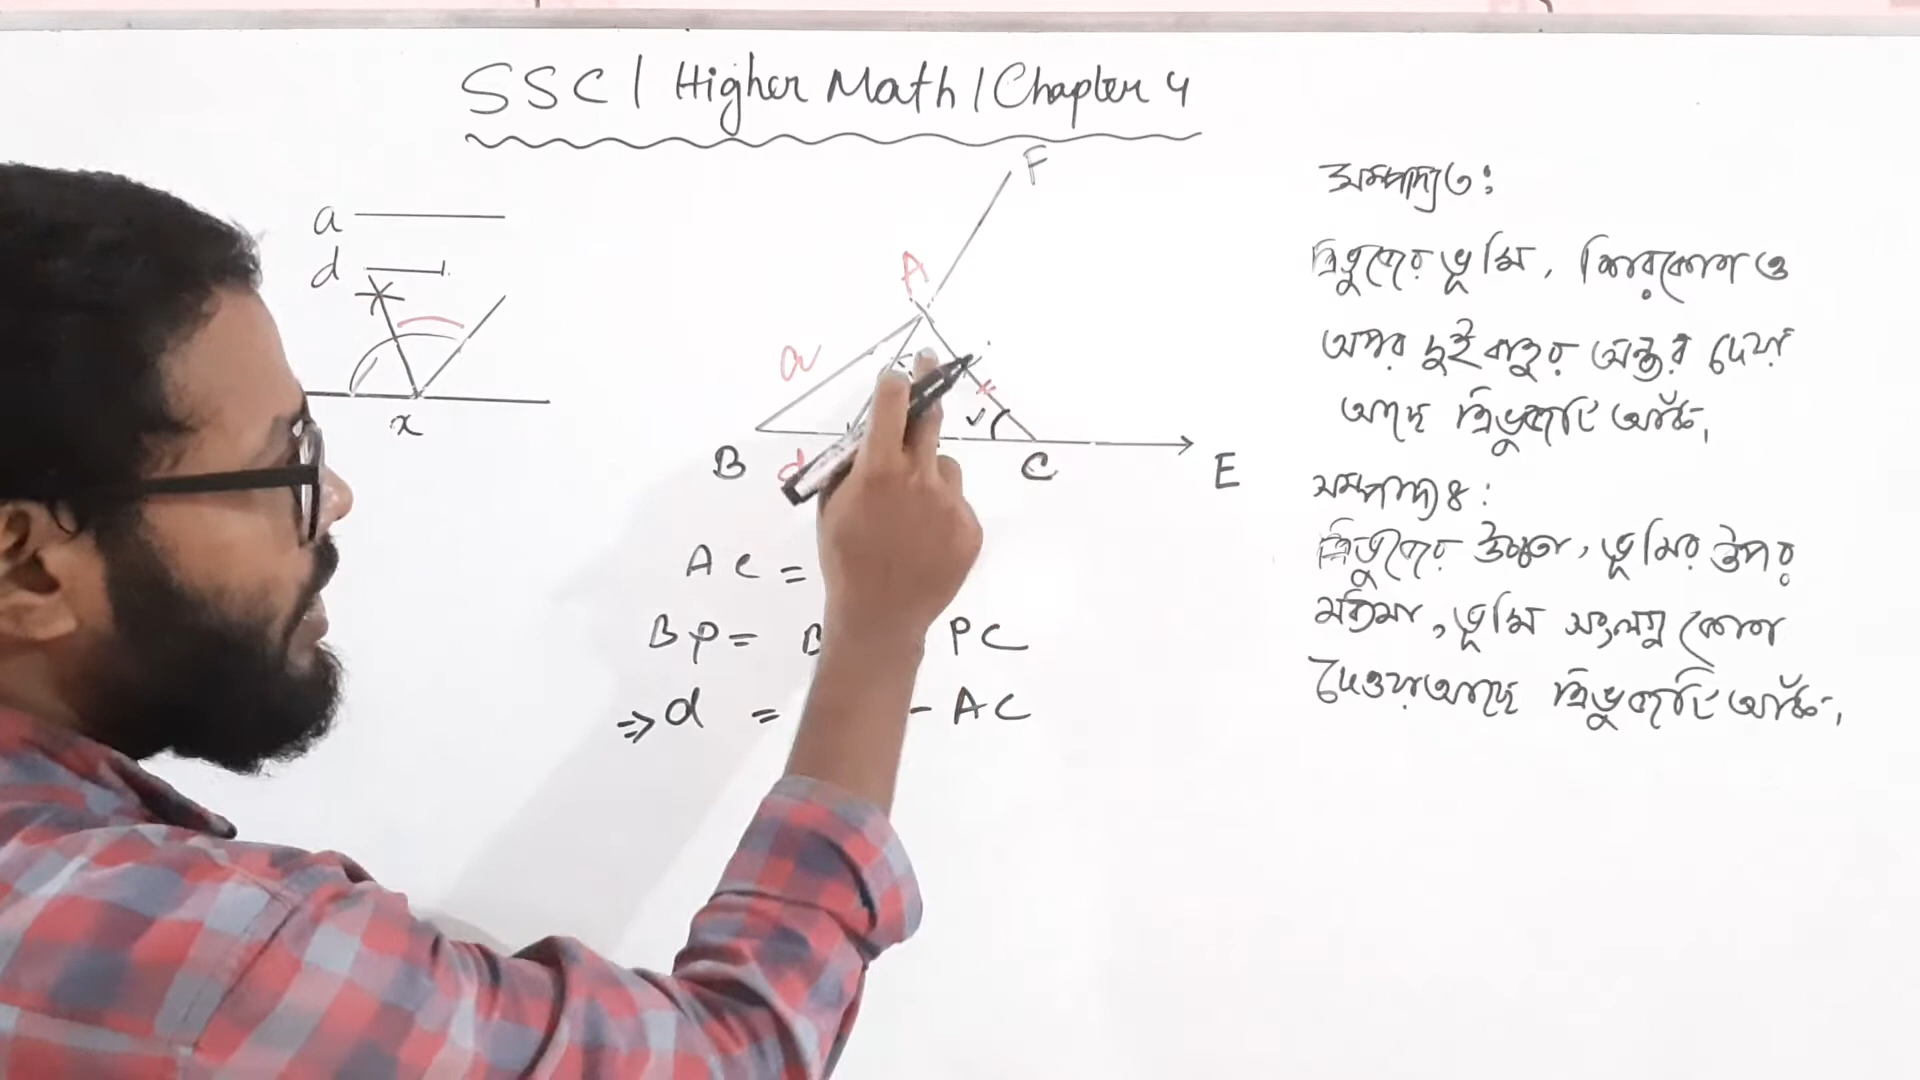 SSC | Higher Math | Chapter 4
F
a
d
A
a
x
B
d
C
E
AC =
BP = B - PC
⇒ d = - AC
সম্পাদ্য ৩:
ত্রিভুজের ভূমি, শিরঃকোণ ও
অপর দুই বাহুর অন্তর দেয়া
আছে ত্রিভুজটি আঁক।
সম্পাদ্য ৪:
ত্রিভুজের উচ্চতা, ভূমির উপর
মধ্যমা, ভূমি সংলগ্ন কোণ
দেওয়া আছে ত্রিভুজটি আঁক।